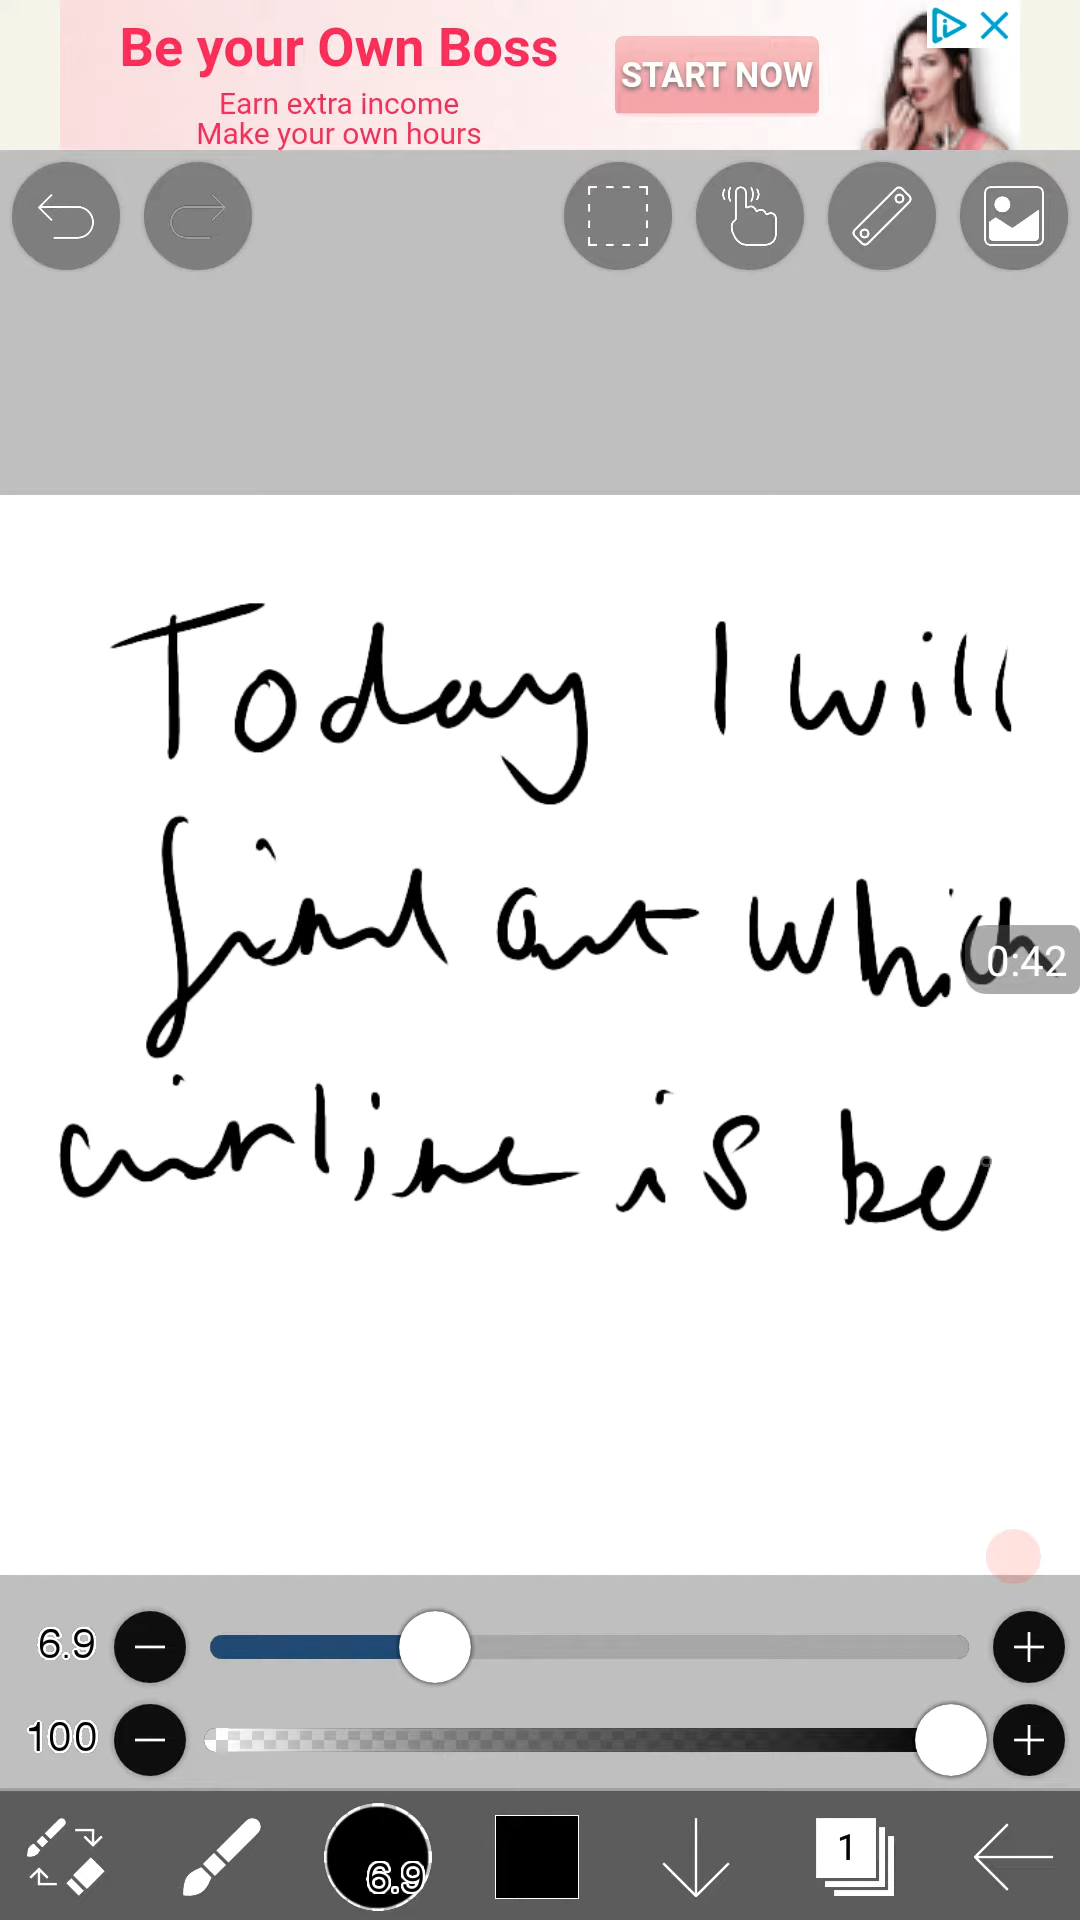 Be your Own Boss
Earn extra income
Make your own hours
START NOW
Today I will
find out which
0:42
airline is be
6.9
100
6.9
1